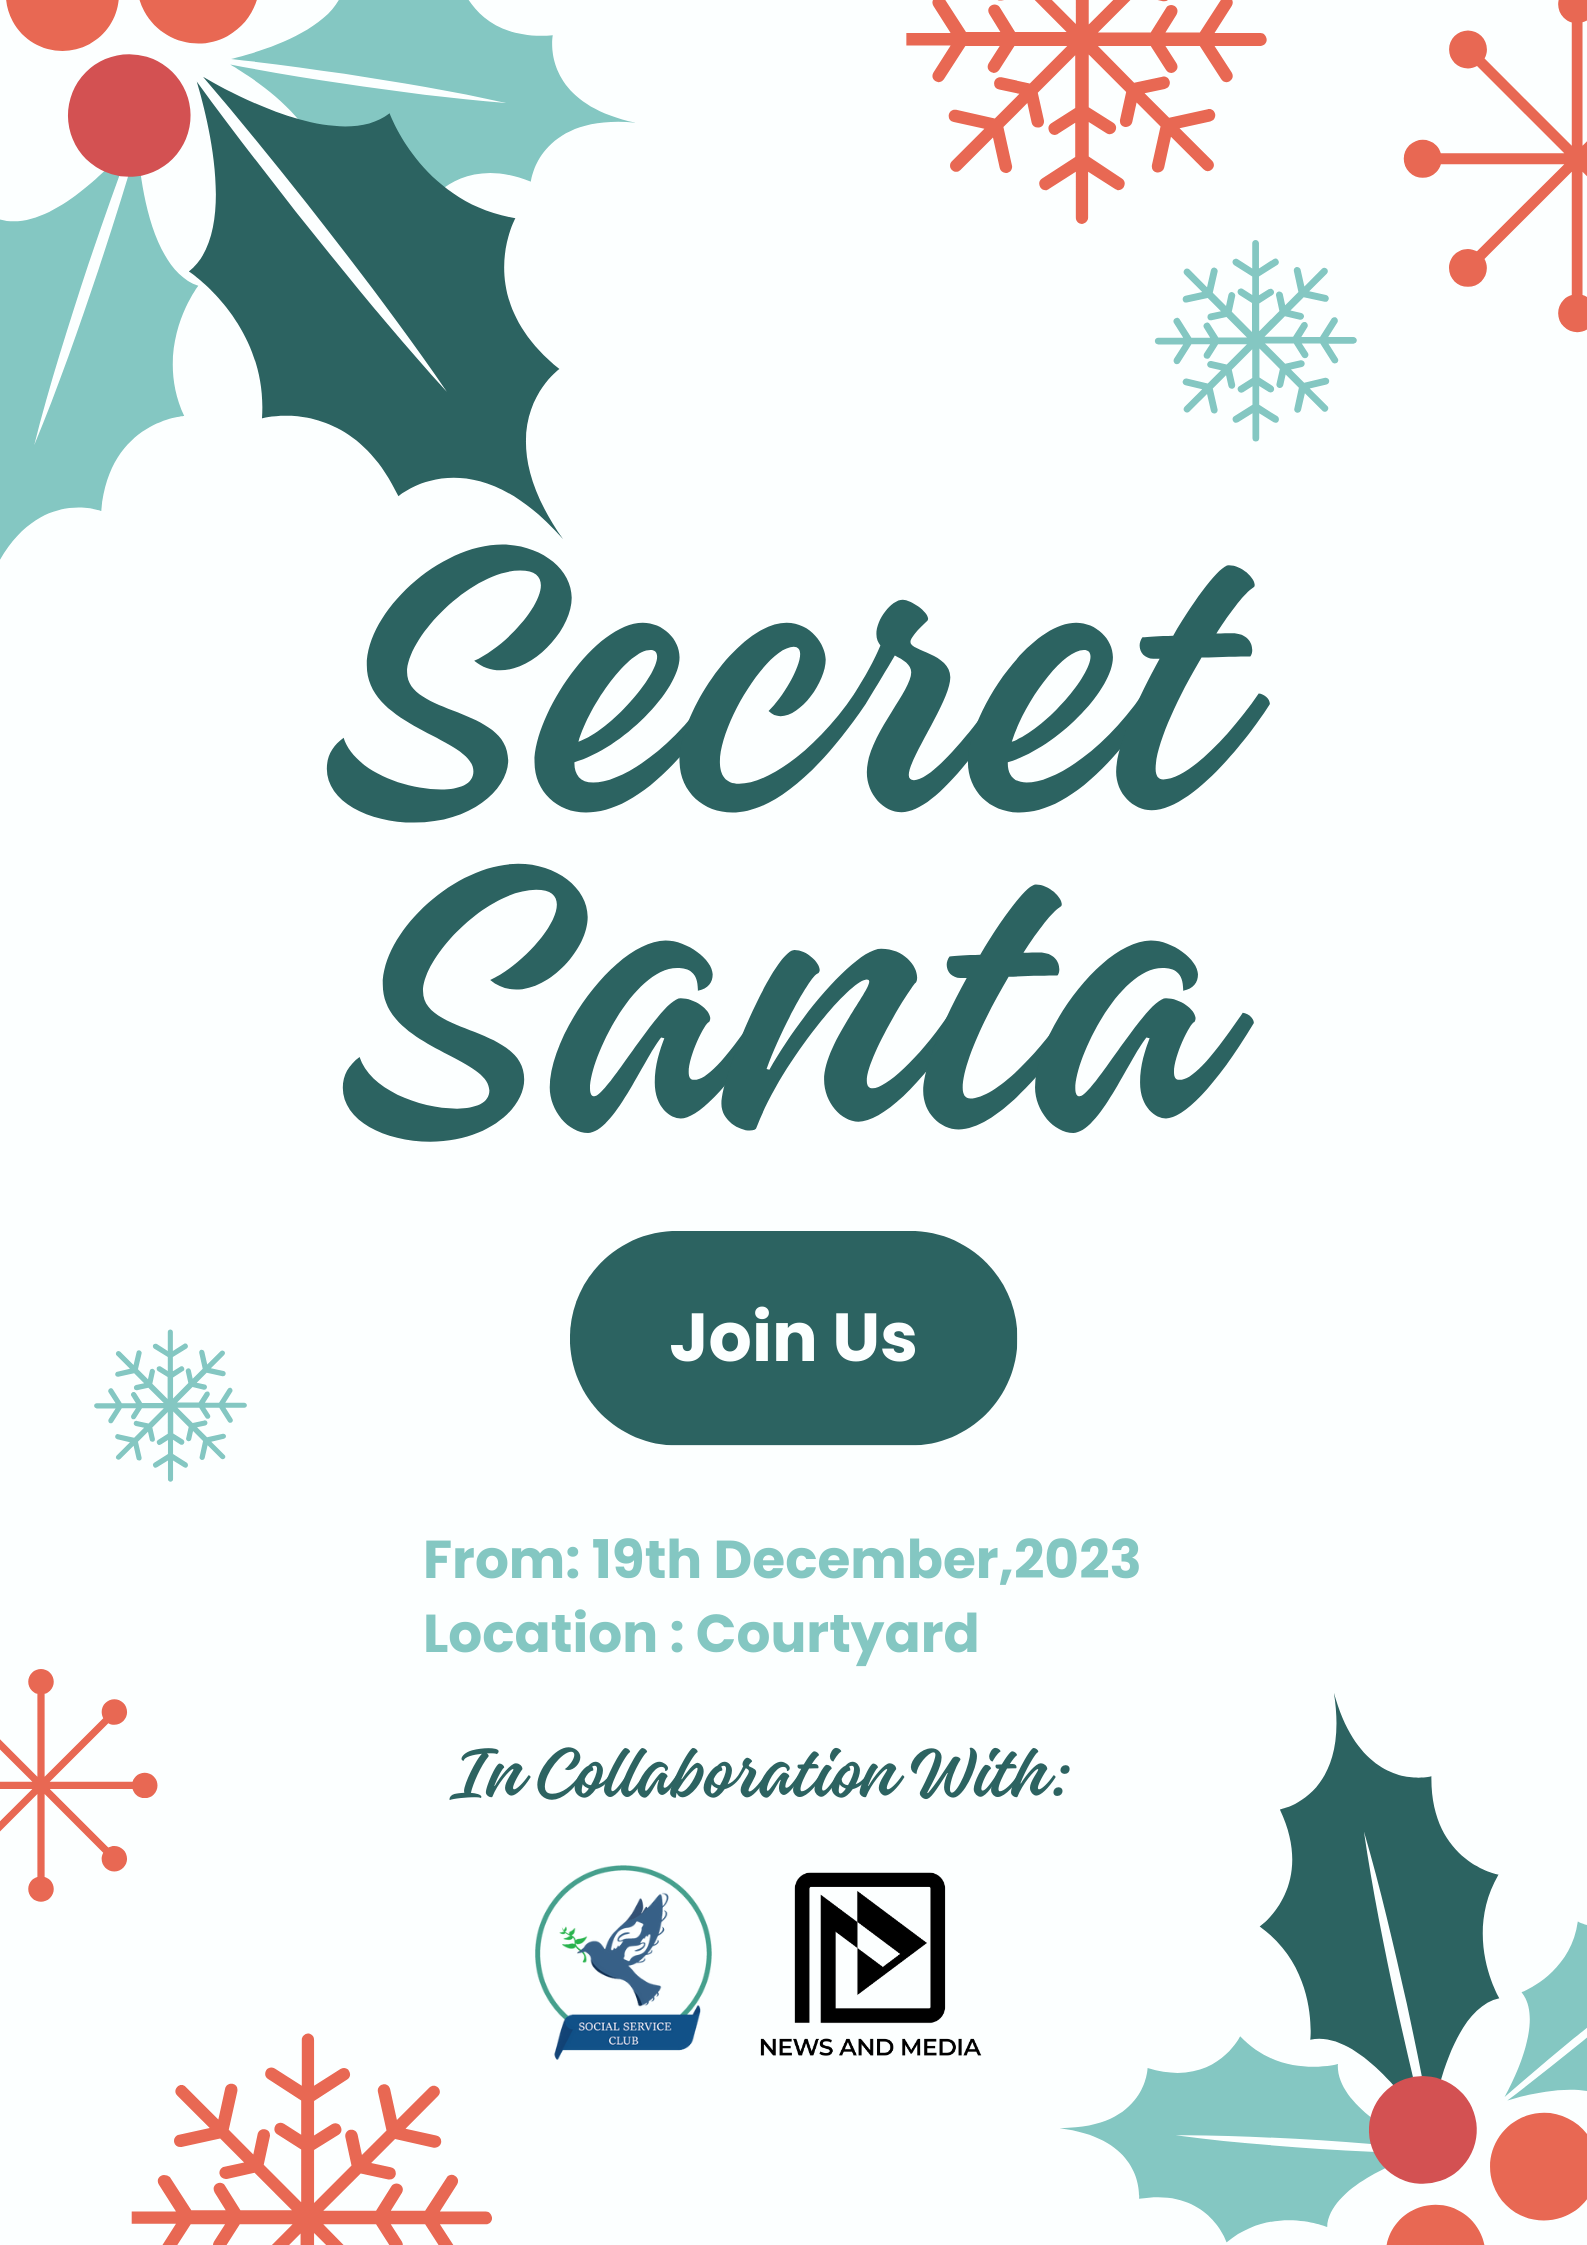 Secret
Santa
Join Us
From: 19th December,2023
Location : Courtyard
In Collaboration With:
SOCIAL SERVICE
CLUB
NEWS AND MEDIA